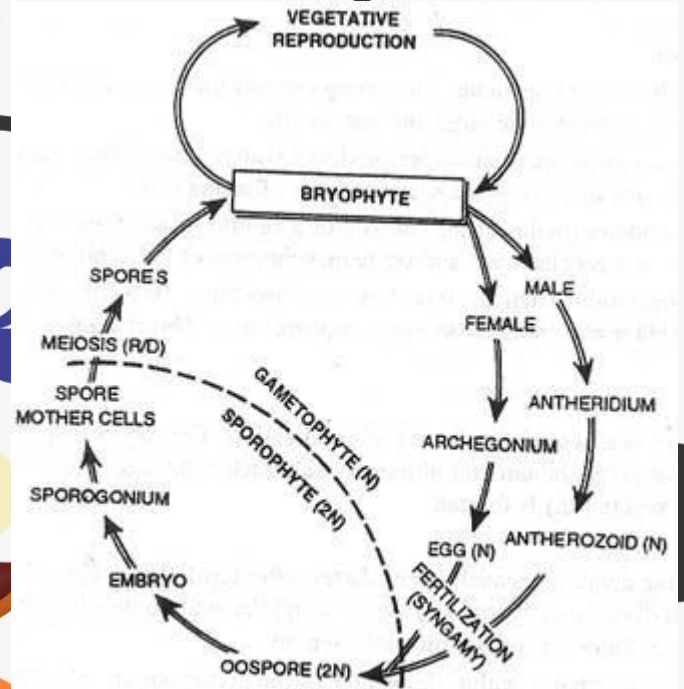 VEGETATIVE
REPRODUCTION
BRYOPHYTE
SPORES
MALE
FEMALE
MEIOSIS (R/D)
SPORE
MOTHER CELLS
GAMETOPHYTE (N)
SPOROPHYTE (2N)
ANTHERIDIUM
ARCHEGONIUM
SPOROGONIUM
EGG (N)
ANTHEROZOID (N)
EMBRYO
FERTILIZATION
(SYNGAMY)
OOSPORE (2N)